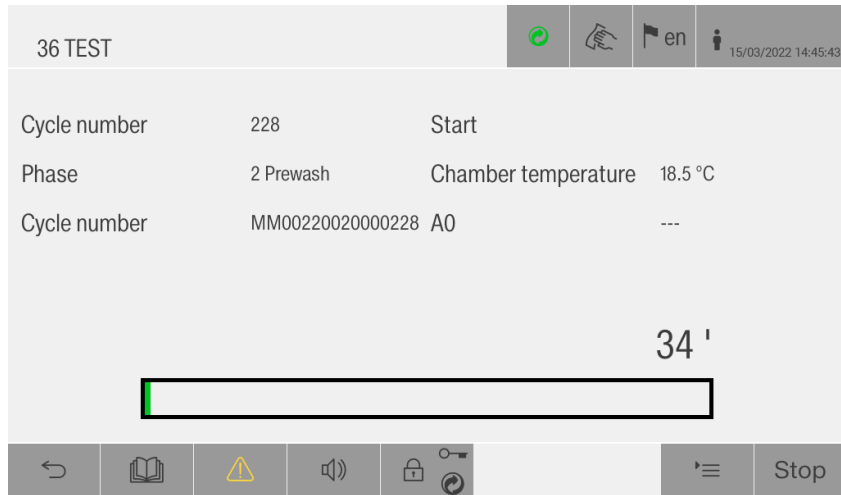 36 TEST
en
15/03/2022 14:45:43
Cycle number 228 Start
Phase 2 Prewash Chamber temperature 18.5 °C
Cycle number MM00220020000228 A0 ---
34 '
Stop